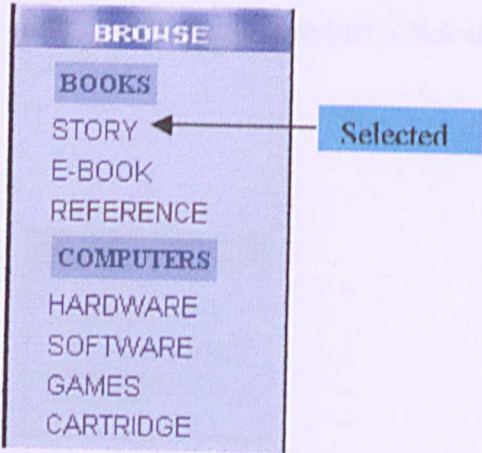 BROWSE
BOOKS
STORY
Selected
E-BOOK
REFERENCE
COMPUTERS
HARDWARE
SOFTWARE
GAMES
CARTRIDGE